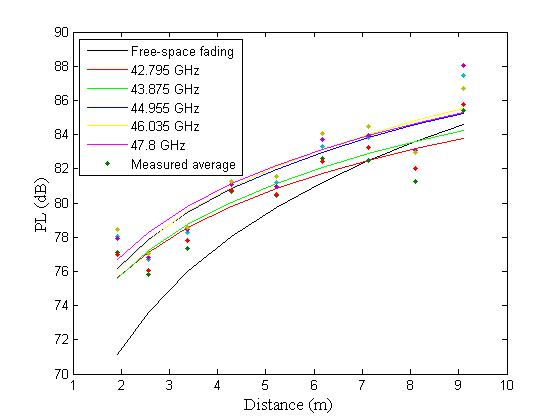 90
88
86
84
82
80
78
76
74
72
70
PL (dB)
Free-space fading
42.795 GHz
43.875 GHz
44.955 GHz
46.035 GHz
47.8 GHz
Measured average
1 2 3 4 5 6 7 8 9 10
Distance (m)